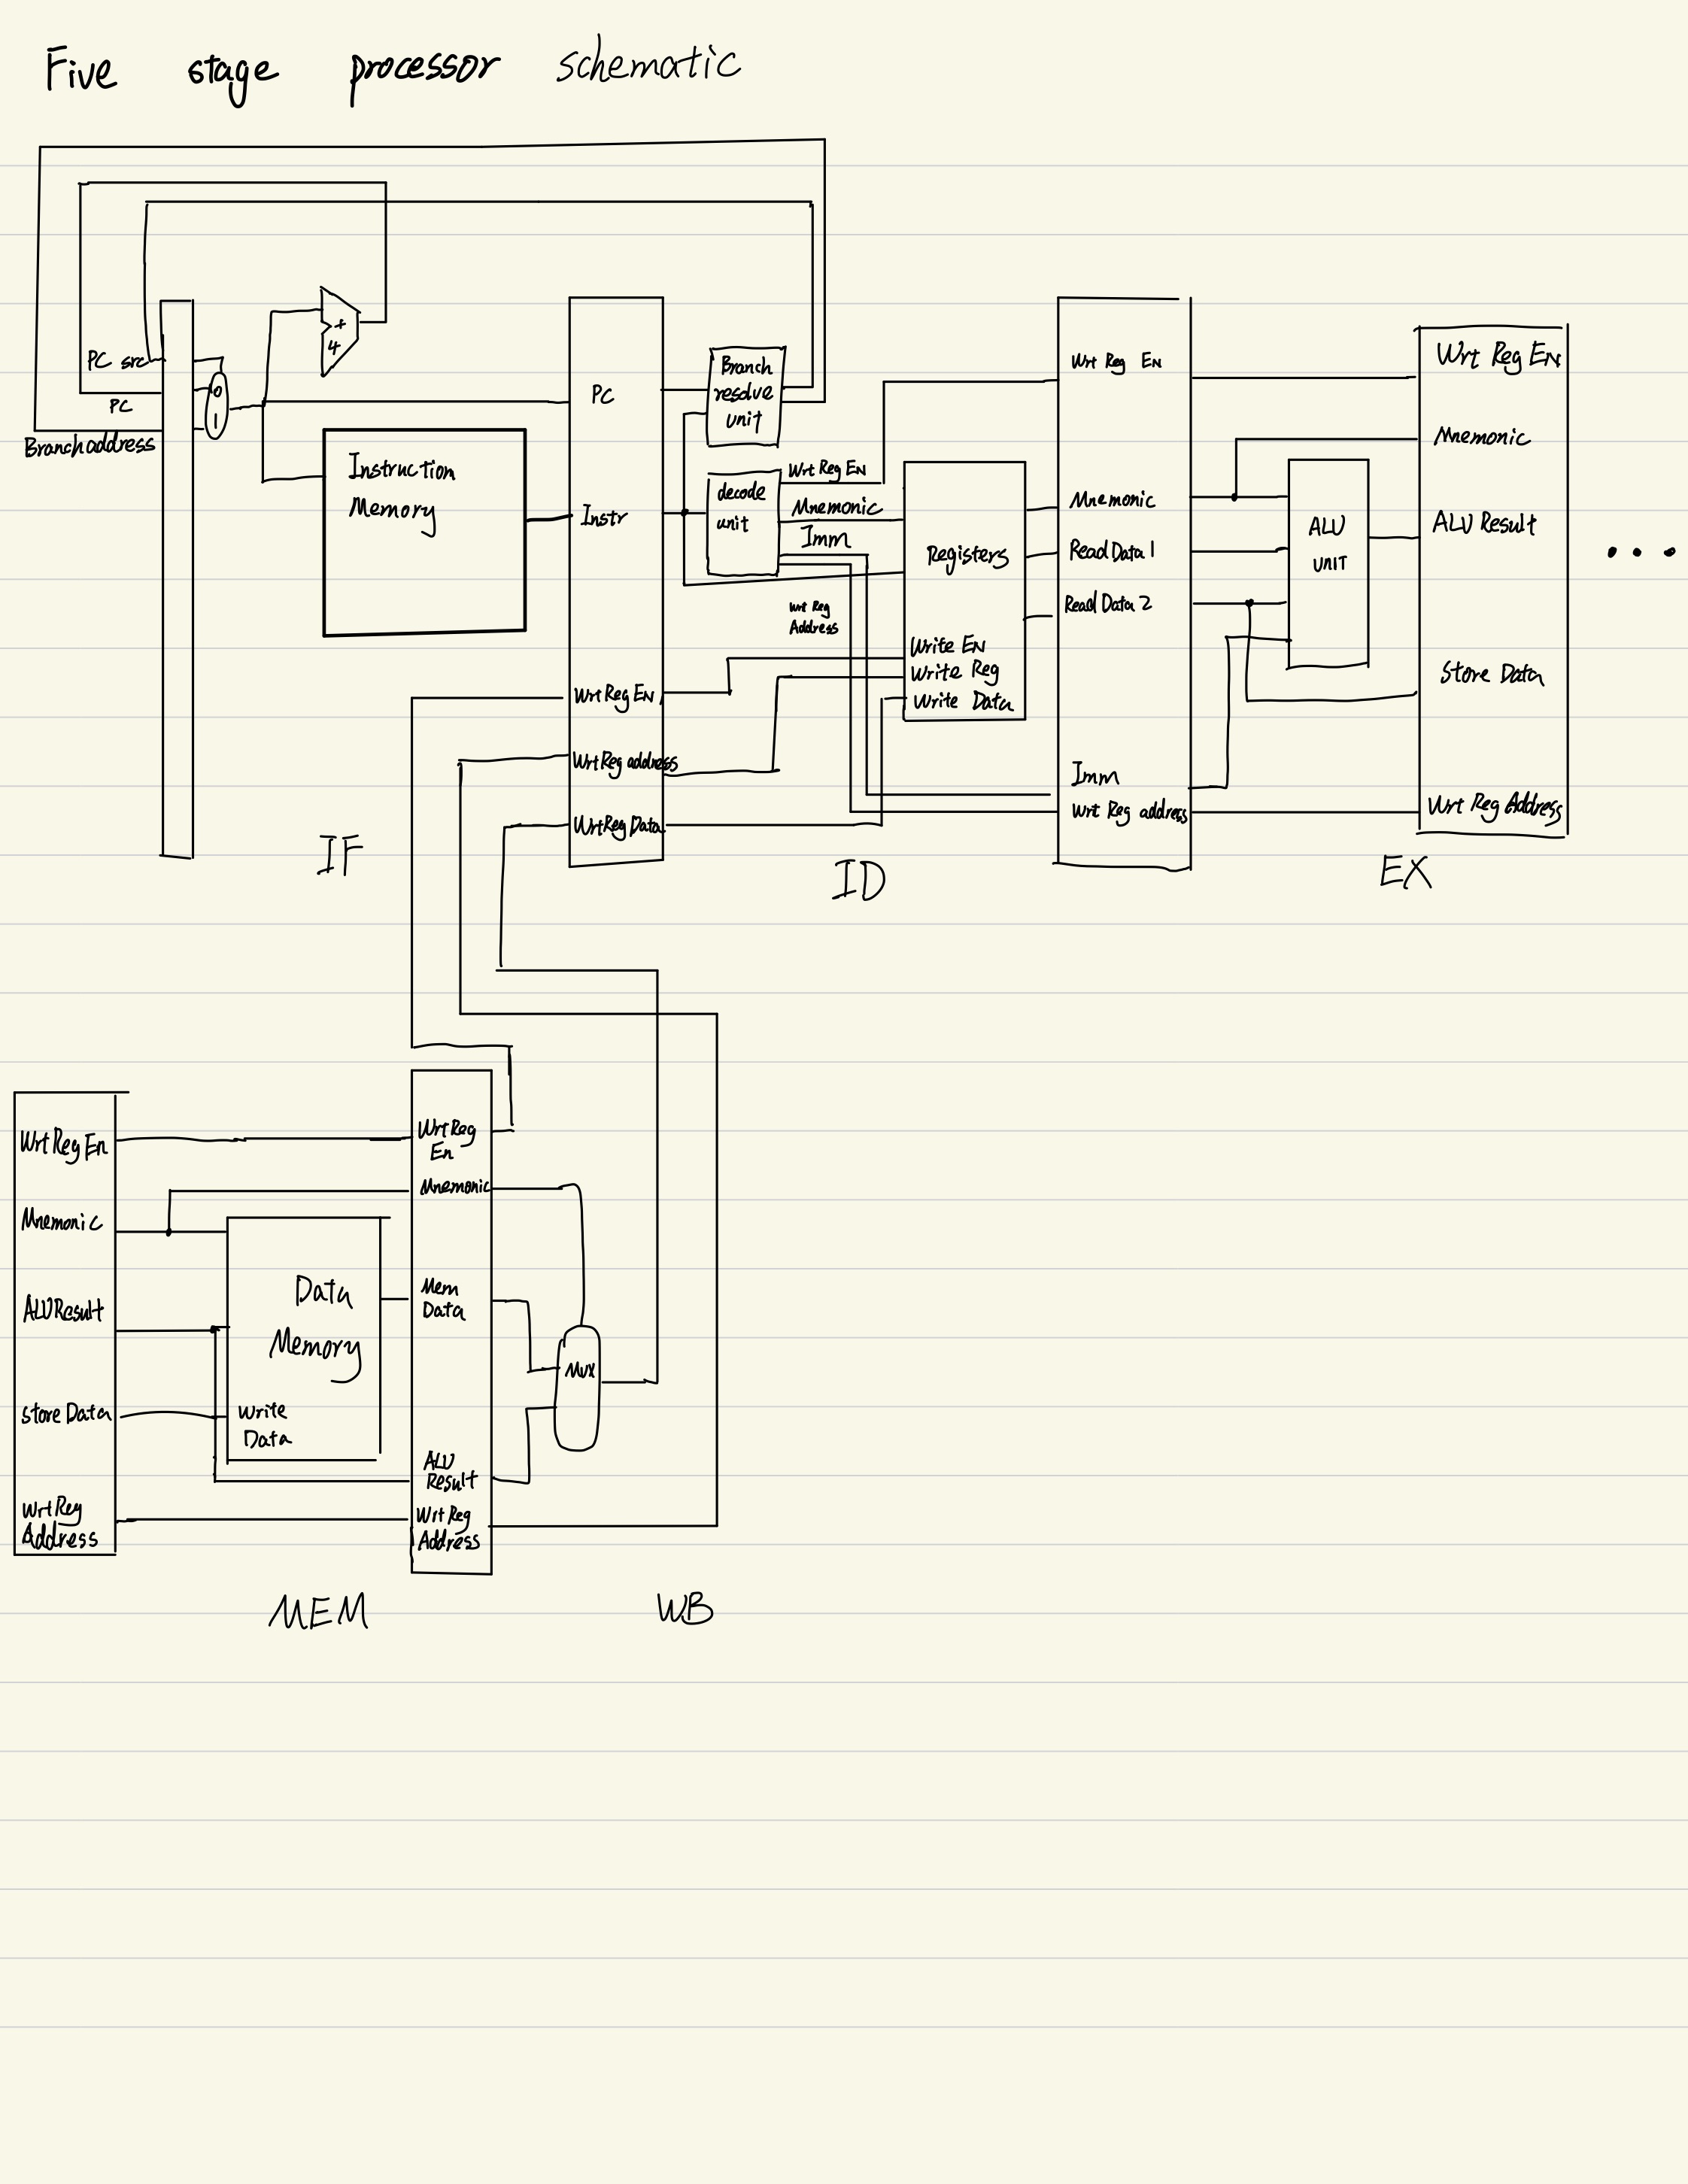 Five stage processor schematic
PC src
PC
Branch address
0
1
+
4
Instruction
Memory
IF
PC
Instr
Wrt Reg EN
Wrt Reg address
Wrt Reg Data
Branch
resolve
unit
decode
unit
Wrt Reg EN
Mnemonic
Imm
Wrt Reg
Address
Registers
Write EN
Write Reg
Write Data
ID
Wrt Reg EN
Mnemonic
Read Data 1
Read Data 2
Imm
Wrt Reg address
ALU
UNIT
EX
Wrt Reg EN
Mnemonic
ALU Result
Store Data
Wrt Reg Address
...
Wrt Reg En
Mnemonic
ALU Result
Store Data
Wrt Reg
Address
Data
Memory
Write
Data
MEM
Wrt Reg
En
Mnemonic
Mem
Data
ALU
Result
Wrt Reg
Address
Mux
WB